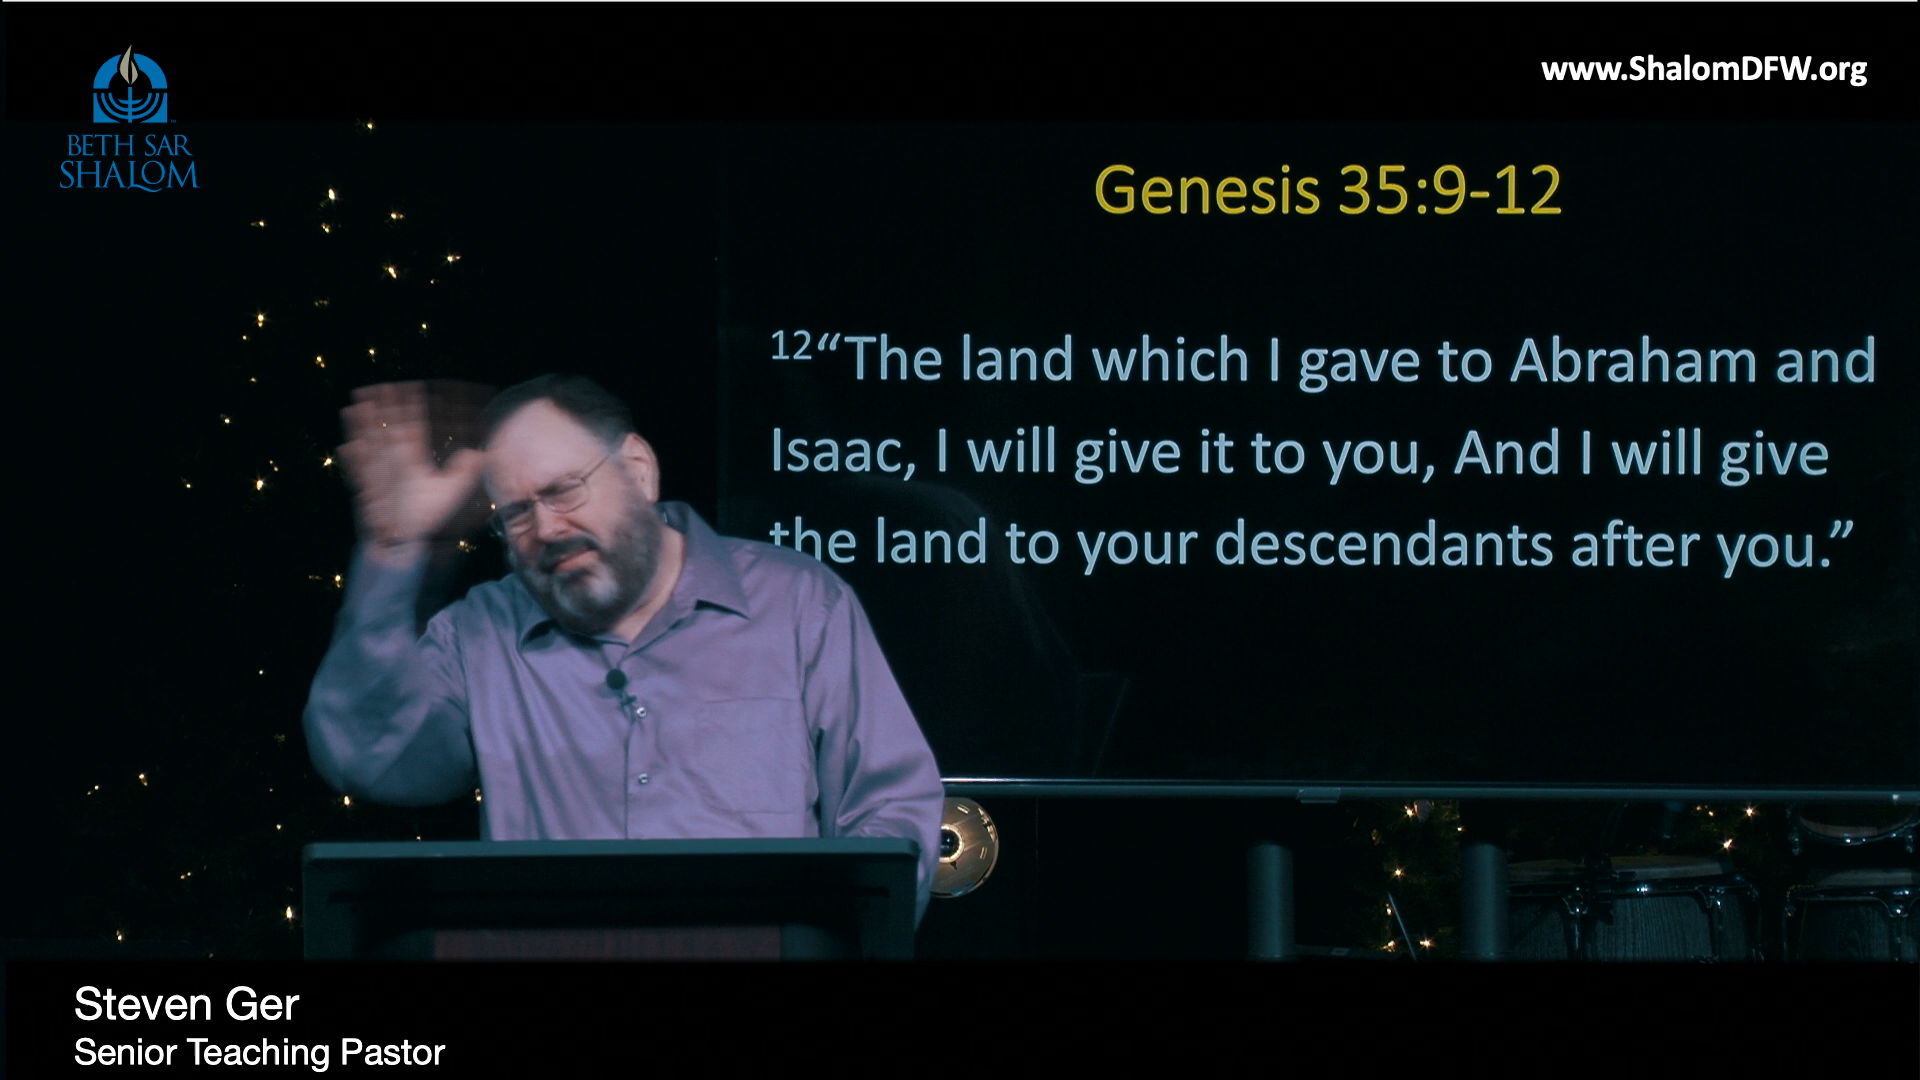 BETH SAR
SHALOM
www.ShalomDFW.org
Genesis 35:9-12
12“The land which I gave to Abraham and
Isaac, I will give it to you, And I will give
the land to your descendants after you.”
Steven Ger
Senior Teaching Pastor